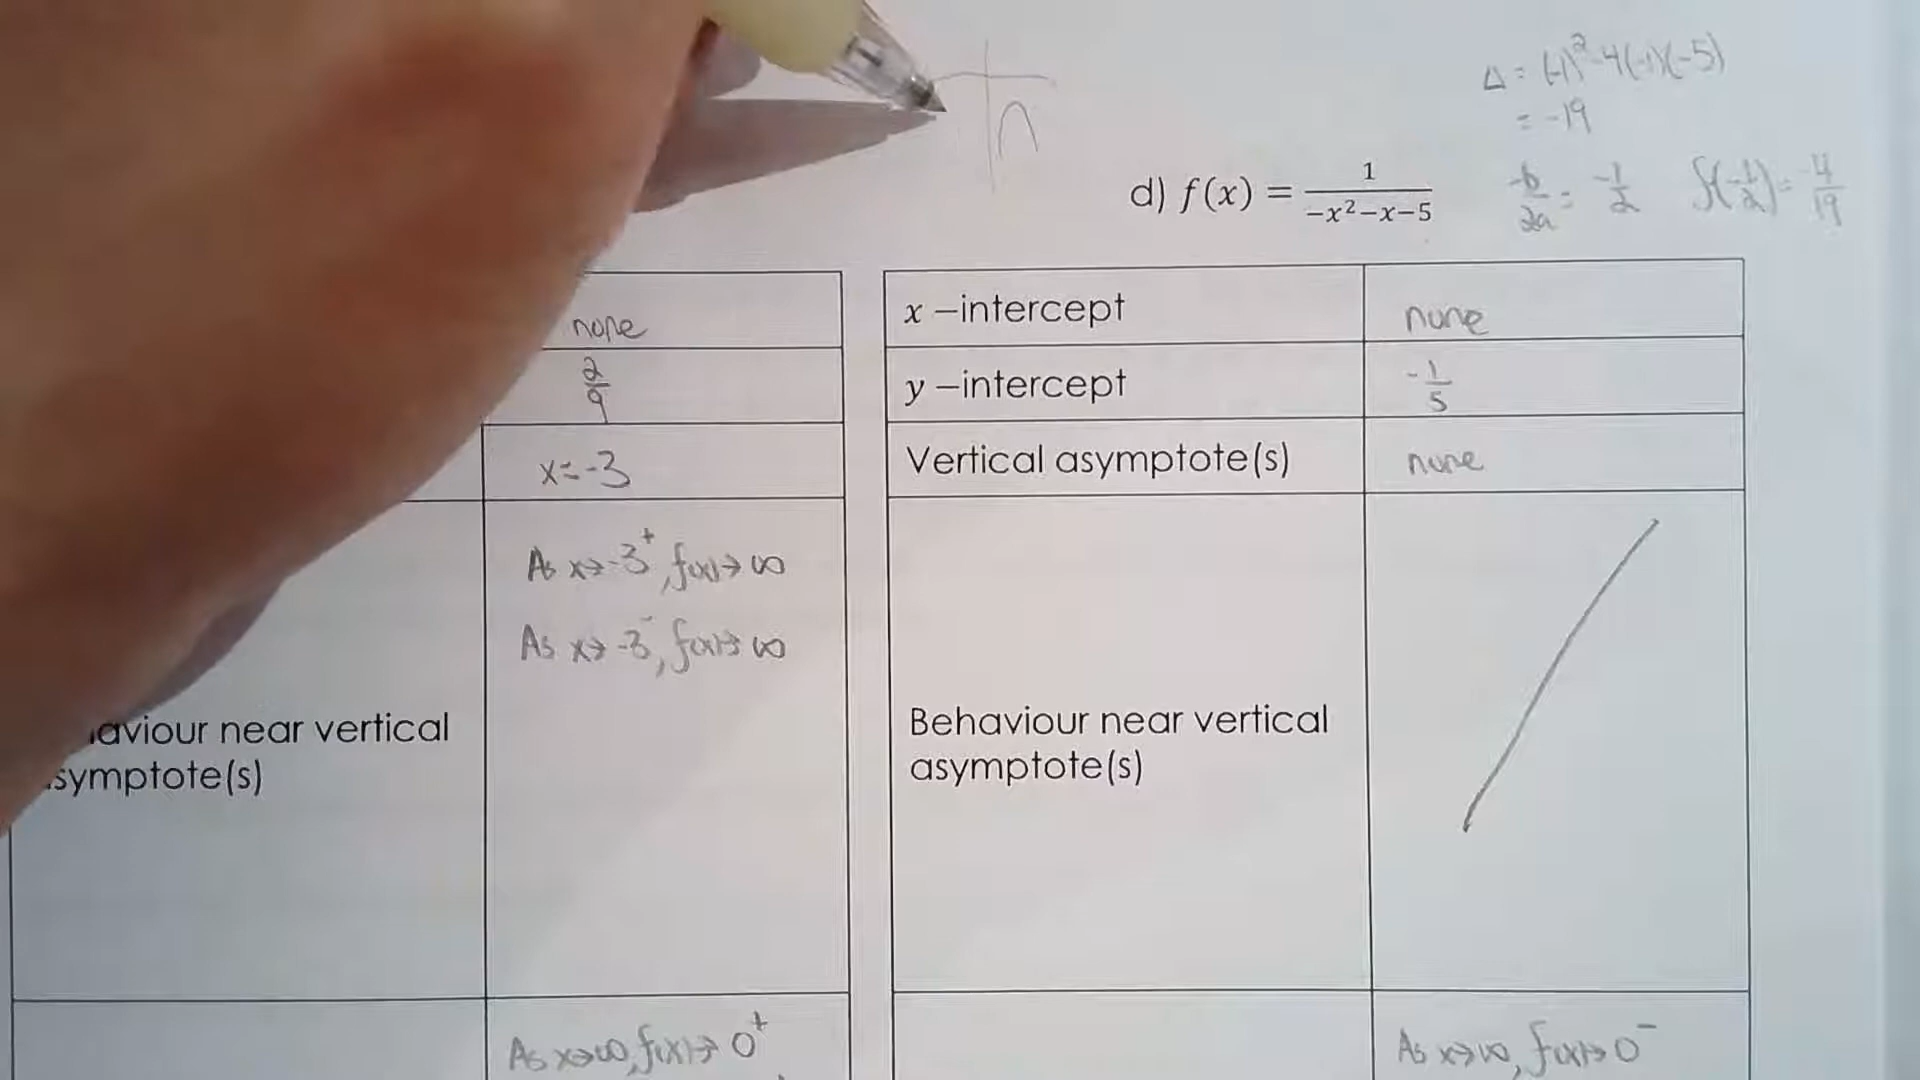 Δ = (-1)² - 4(-1)(-5)
= -19
d) f(x) = 1/(-x²-x-5)
-b/2a = -1/2 f(-1/2) = -4/19
none
2/9
x=-3
As x→-3⁺, f(x)→∞
As x→-3⁻, f(x)→∞
aviour near vertical
symptote(s)
As x→∞, f(x)→0⁺
x –intercept none
y –intercept -1/5
Vertical asymptote(s) none
Behaviour near vertical
asymptote(s)
As x→∞, f(x)→0⁻